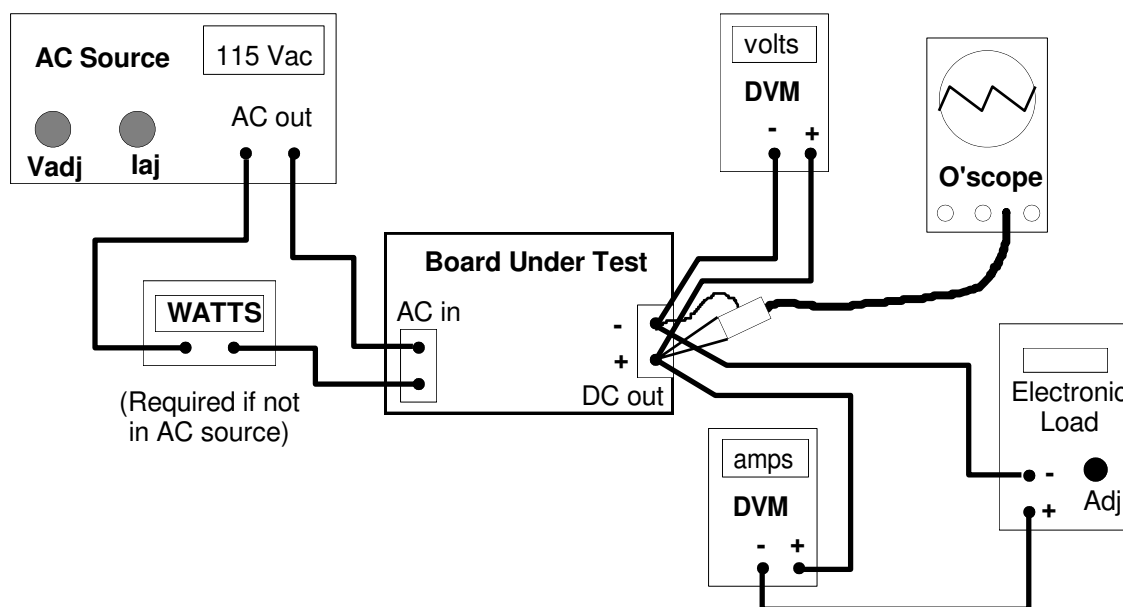 AC Source
115 Vac
AC out
Vadj
Iaj
volts
DVM
- +
O'scope
WATTS
(Required if not
in AC source)
Board Under Test
AC in
-
+
DC out
amps
DVM
- +
Electronic
Load
-
+
Adj